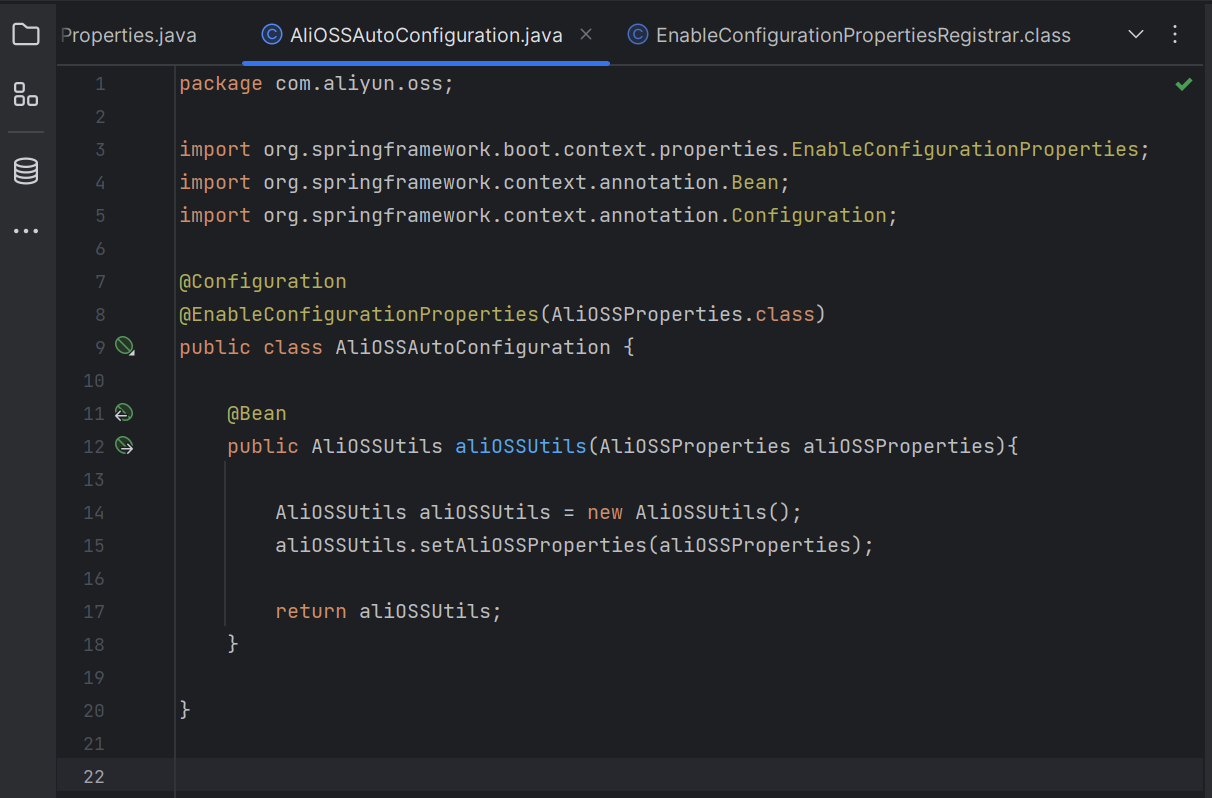 Properties.java AliOSSAutoConfiguration.java EnableConfigurationPropertiesRegistrar.class
1 package com.aliyun.oss;
2
3 import org.springframework.boot.context.properties.EnableConfigurationProperties;
4 import org.springframework.context.annotation.Bean;
5 import org.springframework.context.annotation.Configuration;
6
7 @Configuration
8 @EnableConfigurationProperties(AliOSSProperties.class)
9 public class AliOSSAutoConfiguration {
10
11 @Bean
12 public AliOSSUtils aliOSSUtils(AliOSSProperties aliOSSProperties){
13
14 AliOSSUtils aliOSSUtils = new AliOSSUtils();
15 aliOSSUtils.setAliOSSProperties(aliOSSProperties);
16
17 return aliOSSUtils;
18 }
19
20 }
21
22